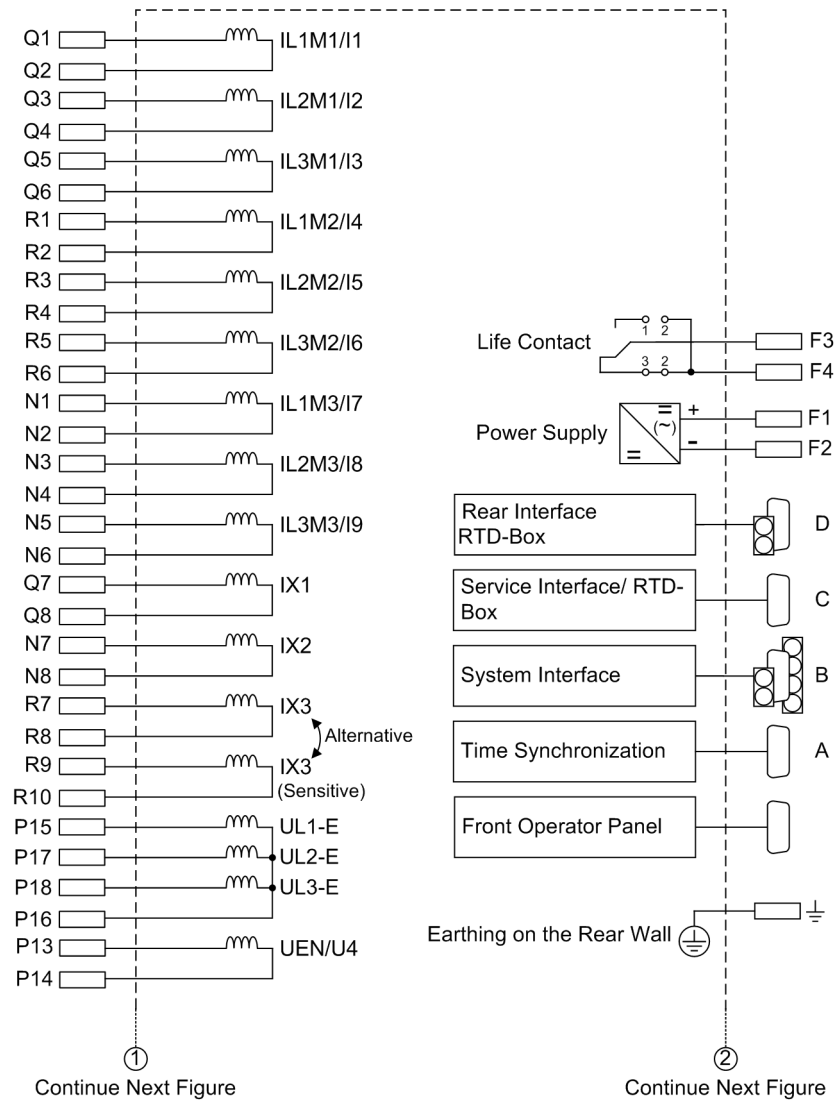 Q1 IL1M1/I1
Q2
Q3 IL2M1/I2
Q4
Q5 IL3M1/I3
Q6
R1 IL1M2/I4
R2
R3 IL2M2/I5
R4
R5 IL3M2/I6
R6
N1 IL1M3/I7
N2
N3 IL2M3/I8
N4
N5 IL3M3/I9
N6
Q7 IX1
Q8
N7 IX2
N8
R7 IX3
R8 Alternative
R9 IX3
(Sensitive)
R10
P15 UL1-E
P17 UL2-E
P18 UL3-E
P16
P13 UEN/U4
P14
1
Continue Next Figure
1 2
Life Contact F3
3 2
F4
= + F1
Power Supply (~)
= - F2
Rear Interface
RTD-Box D
Service Interface/ RTD-
Box C
System Interface B
Time Synchronization A
Front Operator Panel
Earthing on the Rear Wall
2
Continue Next Figure